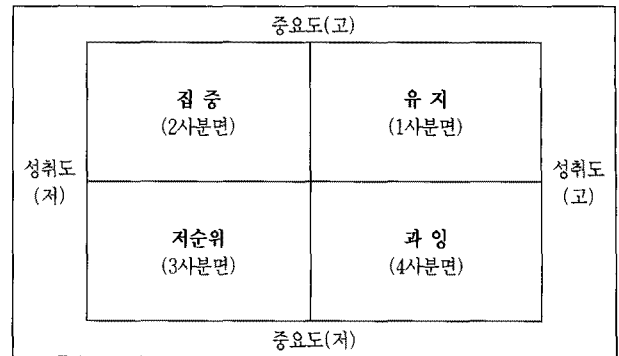 중요도(고)
집 중
(2사분면)
유 지
(1사분면)
성취도
(저)
성취도
(고)
저순위
(3사분면)
과 잉
(4사분면)
중요도(저)